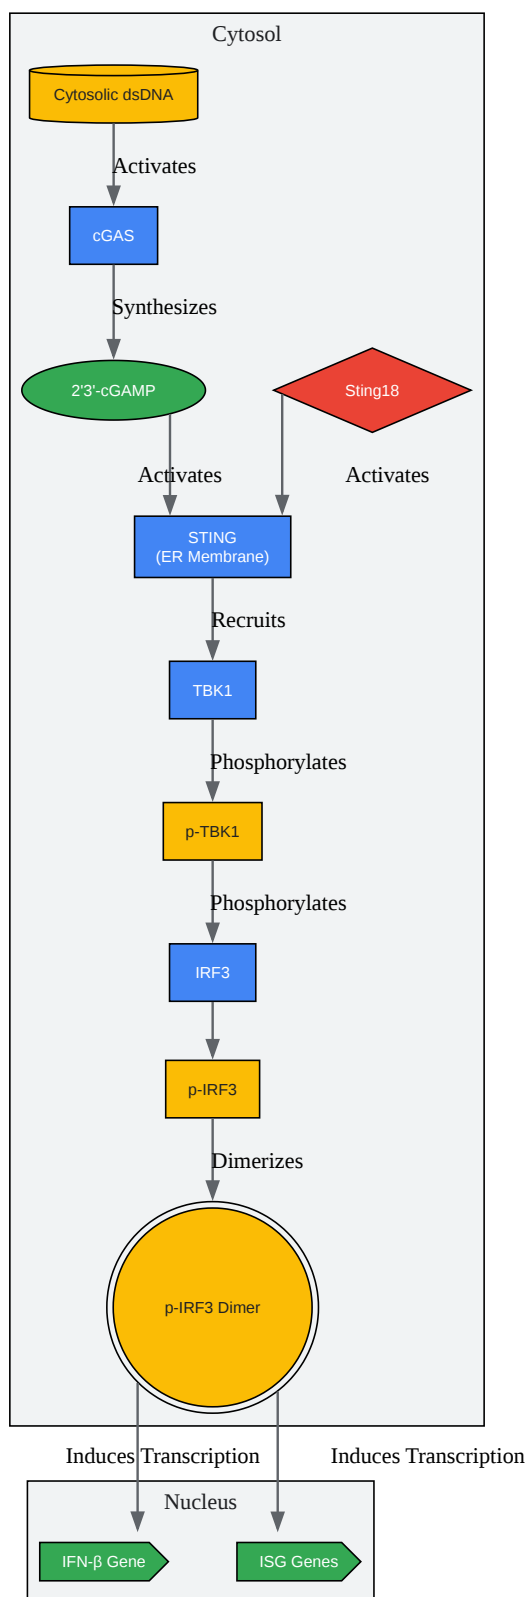 Cytosol
Cytosolic dsDNA
Activates
cGAS
Synthesizes
2'3'-cGAMP
Sting18
Activates
Activates
STING
(ER Membrane)
Recruits
TBK1
Phosphorylates
p-TBK1
Phosphorylates
IRF3
p-IRF3
Dimerizes
p-IRF3 Dimer
Induces Transcription
Induces Transcription
Nucleus
IFN-β Gene
ISG Genes